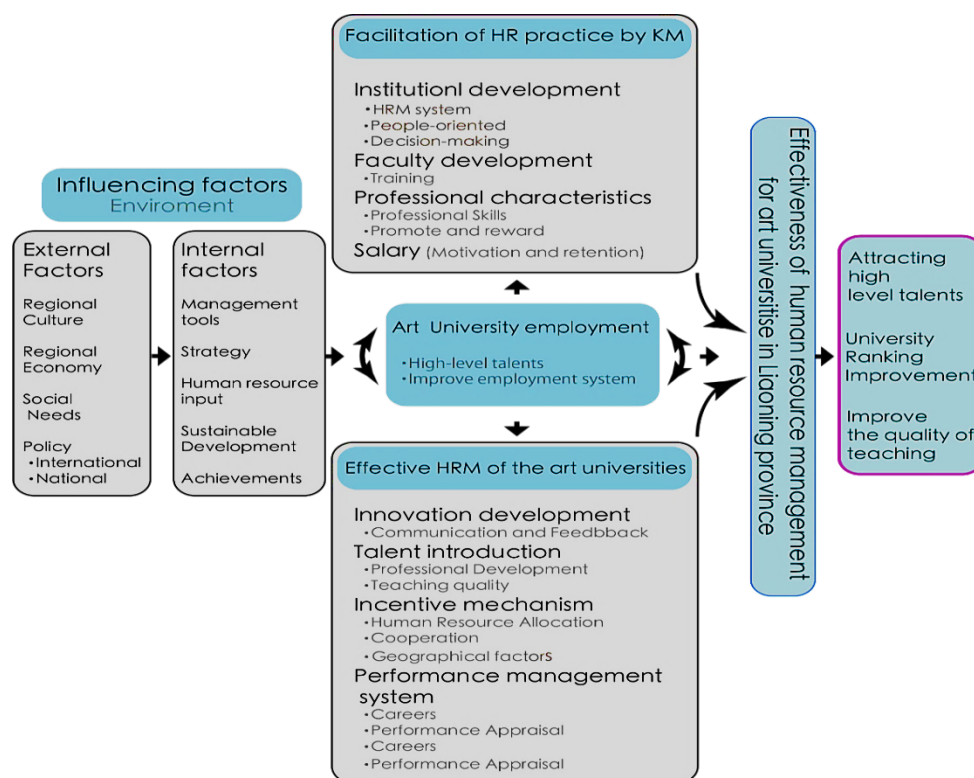 Facilitation of HR practice by KM
Institutionl development
•HRM system
•People-oriented
•Decision-making
Faculty development
•Training
Professional characteristics
•Professional Skills
•Promote and reward
Salary (Motivation and retention)
Influencing factors
Enviroment
External
Factors
Regional
Culture
Regional
Economy
Social
Needs
Policy
•International
•National
Internal
factors
Management
tools
Strategy
Human resource
input
Sustainable
Development
Achievements
Art University employment
•High-level talents
•Improve employment system
Effective HRM of the art universities
Innovation development
•Communication and Feedbback
Talent introduction
•Professional Development
•Teaching quality
Incentive mechanism
•Human Resource Allocation
•Cooperation
•Geographical factors
Performance management
system
•Careers
•Performance Appraisal
•Careers
•Performance Appraisal
Effectiveness of human resource management
for art universitise in Liaoning province
Attracting
high
level talents
University
Ranking
Improvement
Improve
the quality of
teaching